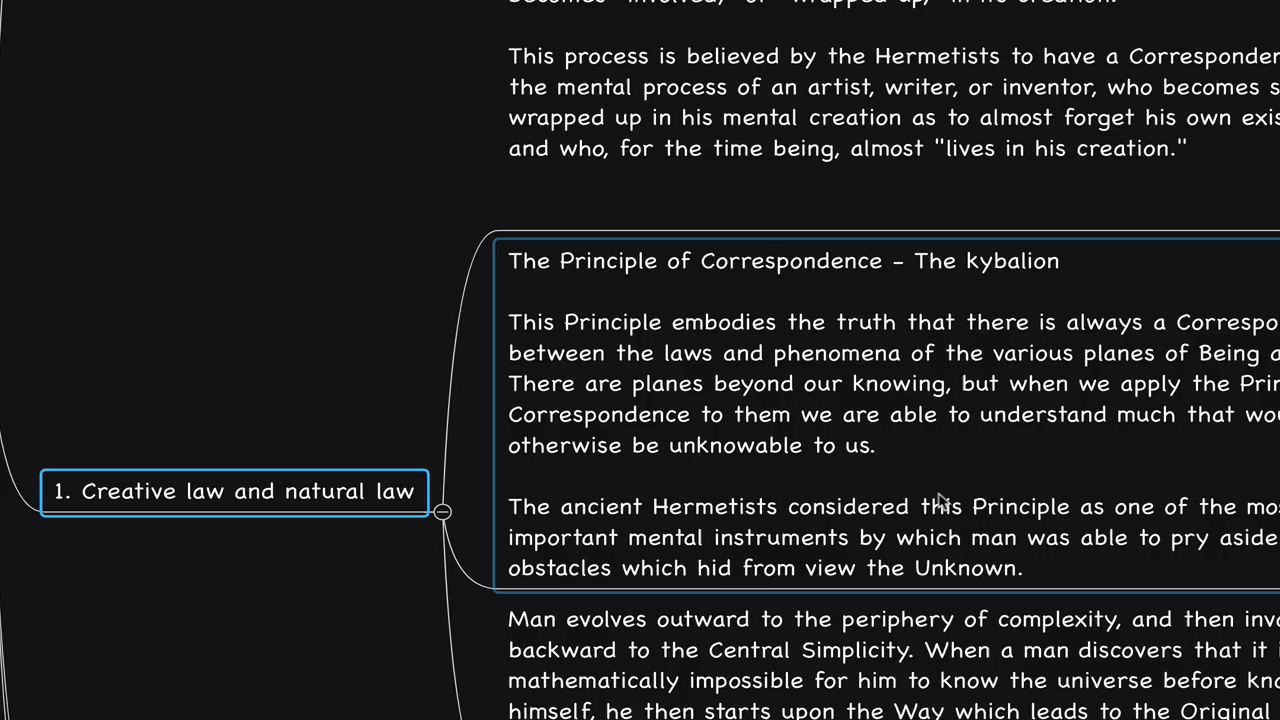 This process is believed by the Hermetists to have a
the mental process of an artist, writer, or inventor, who becomes
wrapped up in his mental creation as to almost forget his own
and who, for the time being, almost "lives in his creation."
The Principle of Correspondence - The kybalion
This Principle embodies the truth that there is always a
between the laws and phenomena of the various planes of Being
There are planes beyond our knowing, but when we apply the
Correspondence to them we are able to understand much that
otherwise be unknowable to us.
1. Creative law and natural law
The ancient Hermetists considered this Principle as one of the
important mental instruments by which man was able to pry aside
obstacles which hid from view the Unknown.
Man evolves outward to the periphery of complexity, and then
backward to the Central Simplicity. When a man discovers that it
mathematically impossible for him to know the universe before
himself, he then starts upon the Way which leads to the Original